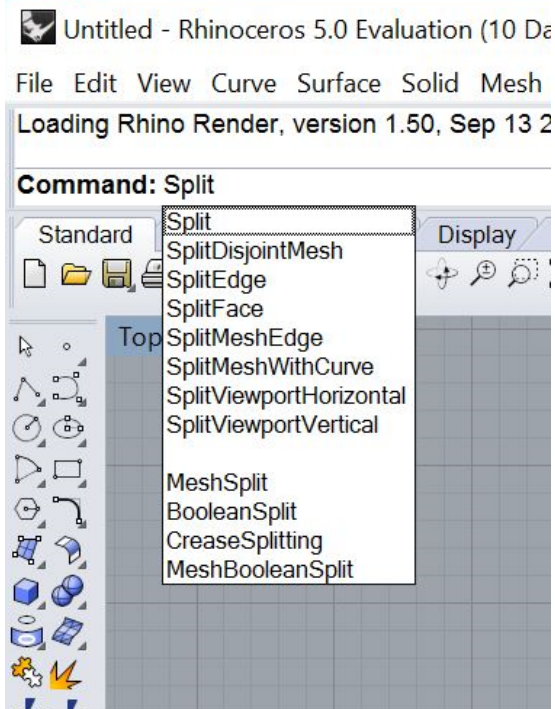 Untitled - Rhinoceros 5.0 Evaluation (10 Da
File Edit View Curve Surface Solid Mesh
Loading Rhino Render, version 1.50, Sep 13 2
Command: Split
Standard
Display
Split
SplitDisjointMesh
SplitEdge
SplitFace
SplitMeshEdge
SplitMeshWithCurve
SplitViewportHorizontal
SplitViewportVertical
MeshSplit
BooleanSplit
CreaseSplitting
MeshBooleanSplit
Top